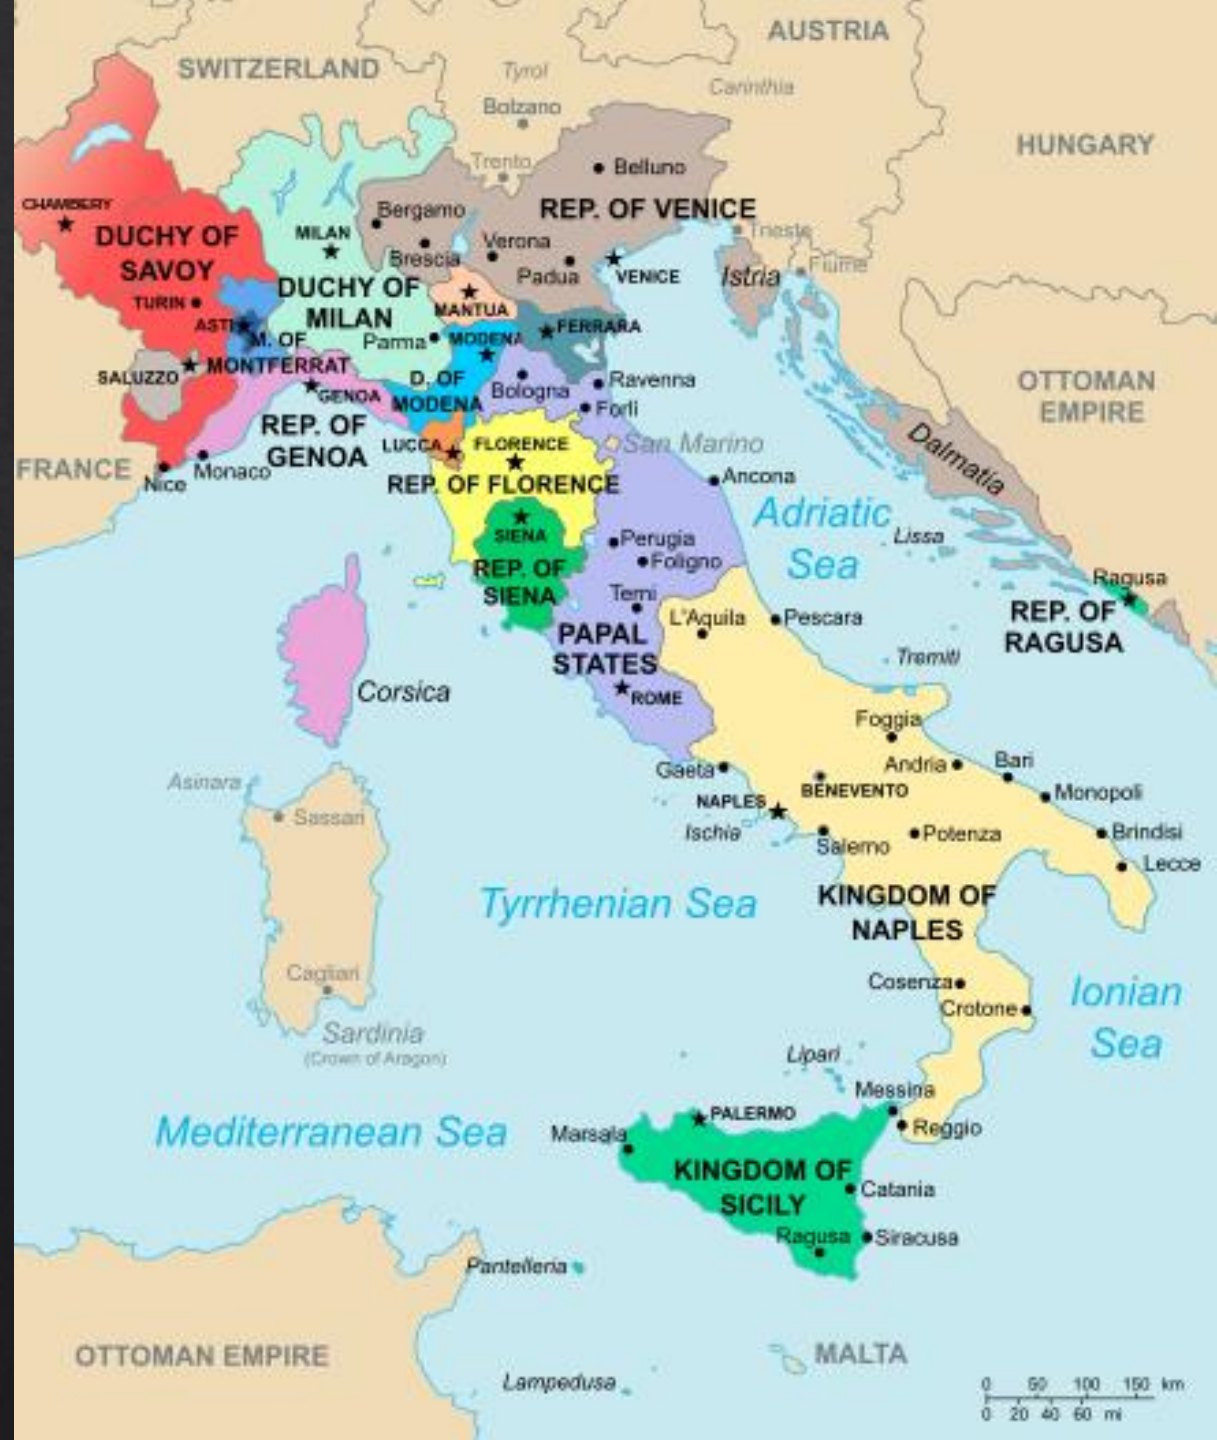 AUSTRIA
SWITZERLAND
Tyrol
Carinthia
Bolzano
HUNGARY
Trento
Belluno
CHAMBERY
Bergamo
REP. OF VENICE
DUCHY OF
SAVOY
MILAN
Trieste
Brescia
Verona
Padua
VENICE
Istria
Fiume
TURIN
DUCHY OF
MILAN
MANTUA
ASTI
M. OF
MONTFERRAT
Parma
MODENA
FERRARA
SALUZZO
GENOA
D. OF
MODENA
Bologna
Ravenna
Forli
OTTOMAN
EMPIRE
REP. OF
GENOA
LUCCA
FLORENCE
San Marino
Dalmatia
FRANCE
Nice
Monaco
REP. OF FLORENCE
Ancona
Adriatic
Sea
Lissa
SIENA
REP. OF
SIENA
Perugia
Foligno
Terni
Ragusa
REP. OF
RAGUSA
L'Aquila
Pescara
PAPAL
STATES
Tremiti
ROME
Corsica
Foggia
Asinara
Gaeta
Andria
Bari
BENEVENTO
Monopoli
NAPLES
Ischia
Sassari
Salerno
Potenza
Brindisi
Lecce
Tyrrhenian Sea
KINGDOM OF
NAPLES
Cagliari
Cosenza
Crotone
Ionian
Sea
Sardinia
(Crown of Aragon)
Lipari
Messina
Mediterranean Sea
PALERMO
Marsala
Reggio
KINGDOM OF
SICILY
Catania
Ragusa
Siracusa
Pantelleria
OTTOMAN EMPIRE
MALTA
Lampedusa
0 50 100 150 km
0 20 40 60 mi